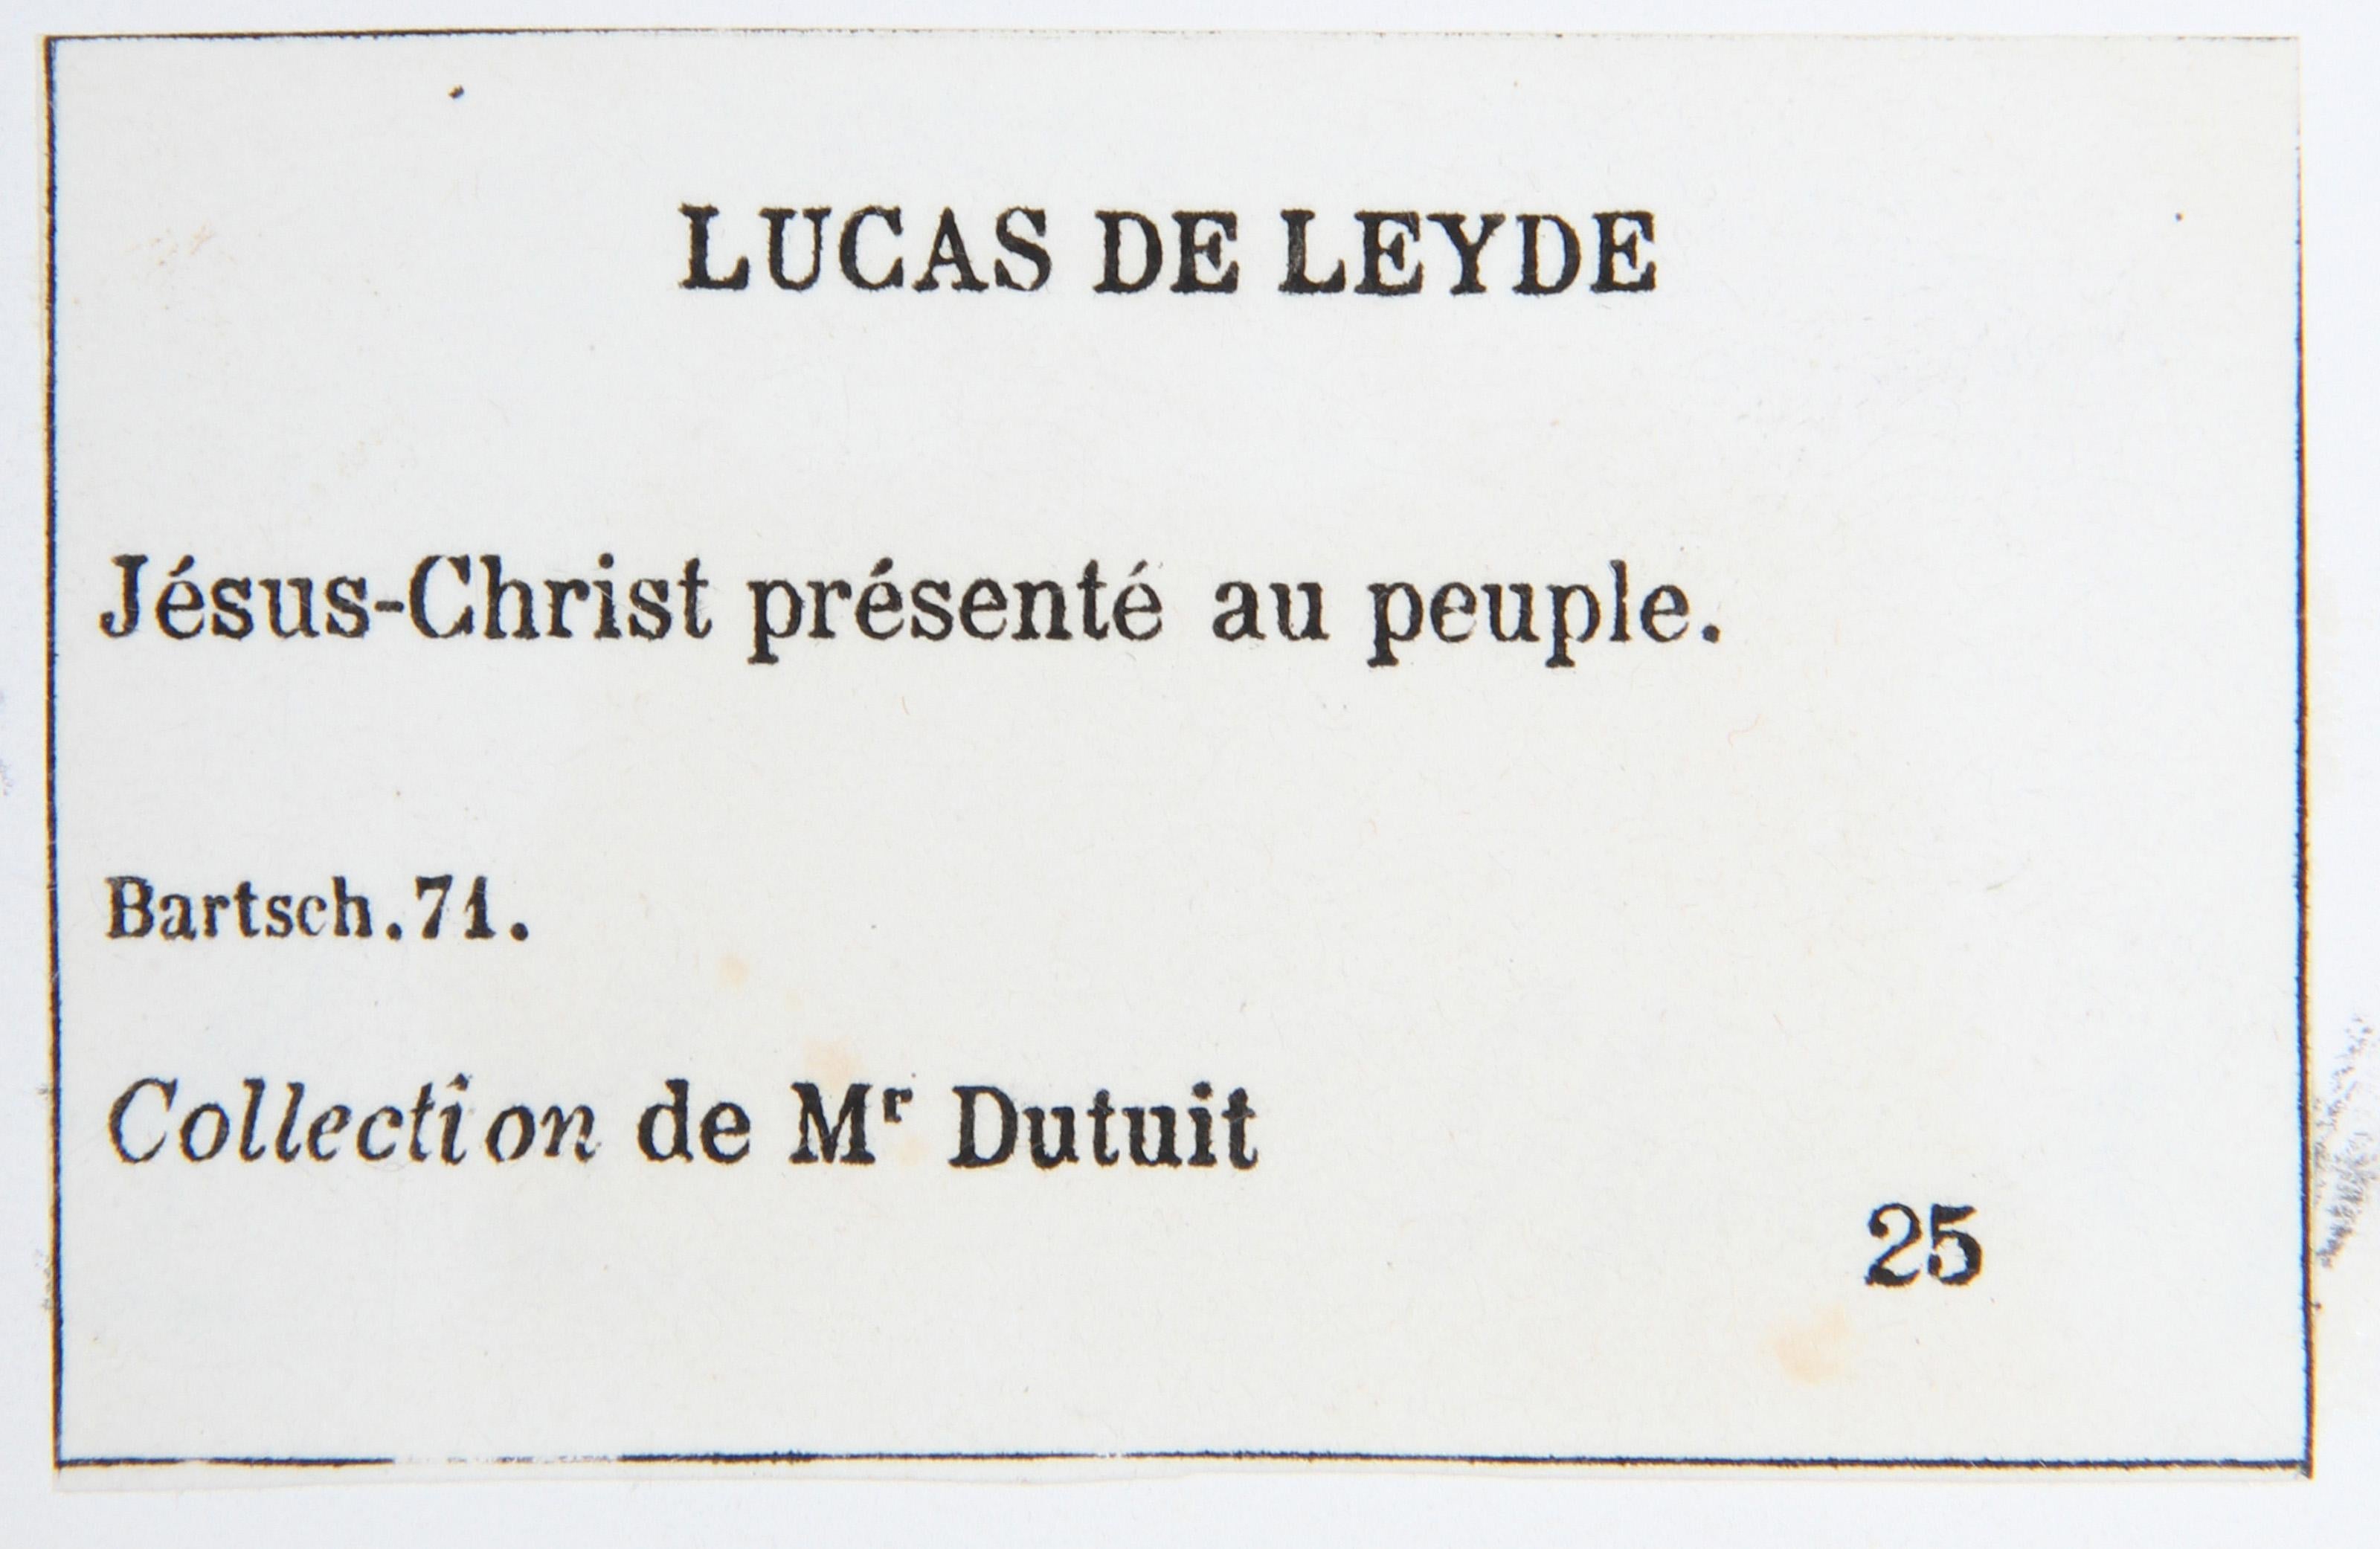 LUCAS DE LEYDE
Jésus-Christ présenté au peuple.
Bartsch.71.
Collection de Mʳ Dutuit
25